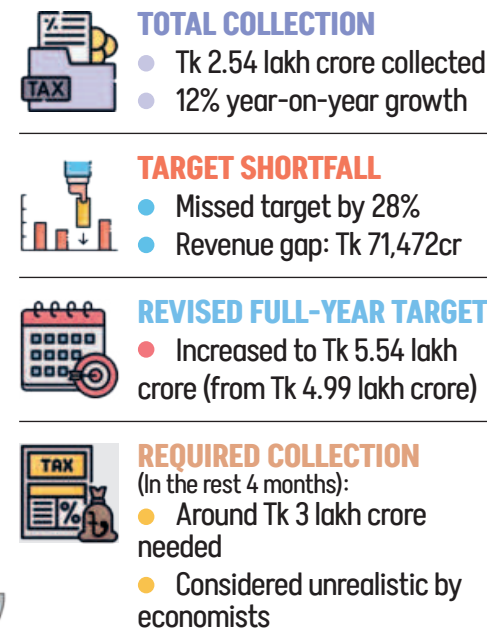 TOTAL COLLECTION
Tk 2.54 lakh crore collected
12% year-on-year growth
TAX
TARGET SHORTFALL
Missed target by 28%
Revenue gap: Tk 71,472cr
REVISED FULL-YEAR TARGET
Increased to Tk 5.54 lakh
crore (from Tk 4.99 lakh crore)
TAX
%
৳
REQUIRED COLLECTION
(In the rest 4 months):
Around Tk 3 lakh crore
needed
Considered unrealistic by
economists